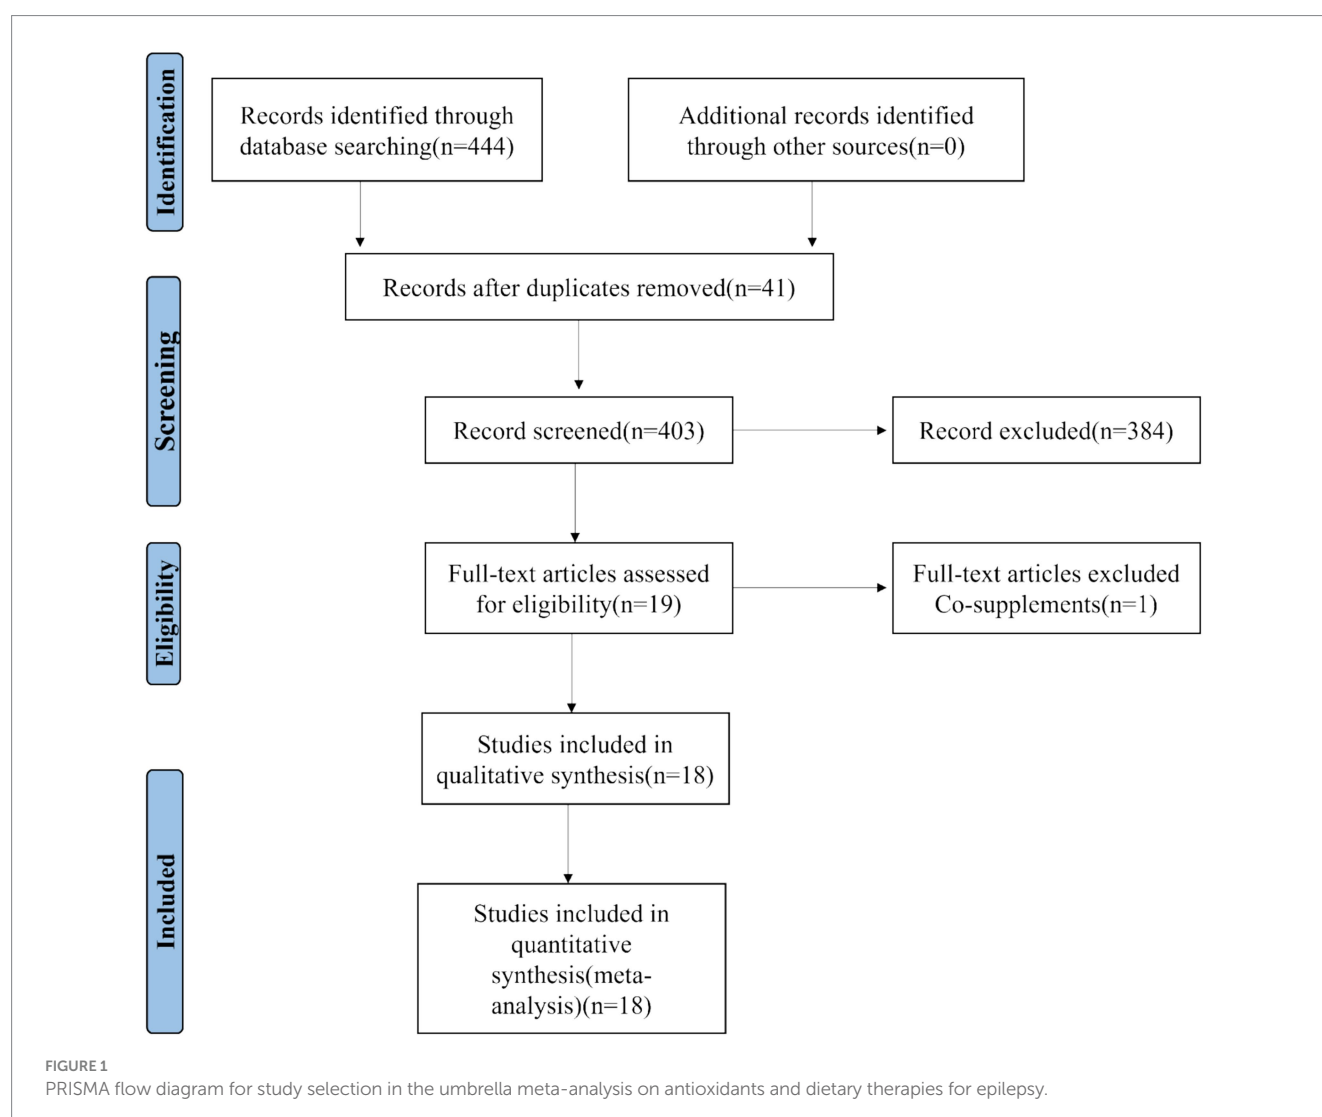 Identification
Records identified through
database searching(n=444)
Additional records identified
through other sources(n=0)
Records after duplicates removed(n=41)
Screening
Record screened(n=403)
Record excluded(n=384)
Eligibility
Full-text articles assessed
for eligibility(n=19)
Full-text articles excluded
Co-supplements(n=1)
Studies included in
qualitative synthesis(n=18)
Included
Studies included in
quantitative
synthesis(meta-
analysis)(n=18)
FIGURE 1
PRISMA flow diagram for study selection in the umbrella meta-analysis on antioxidants and dietary therapies for epilepsy.